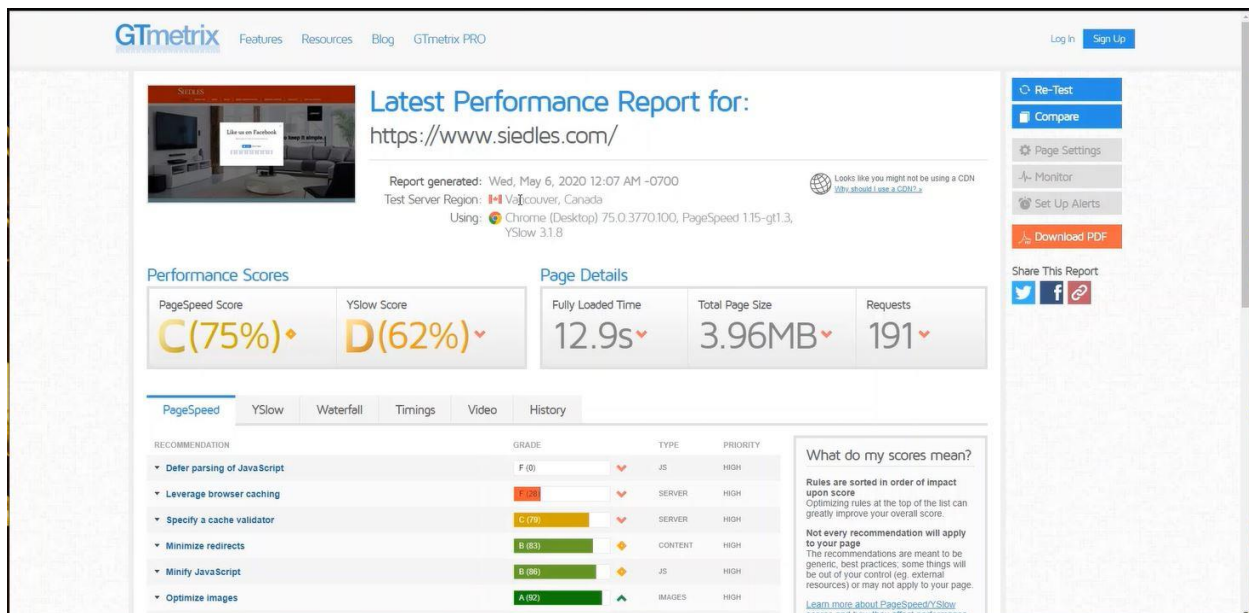 GTmetrix Features Resources Blog GTmetrix PRO Log In Sign Up
SIEDLES
Like us on Facebook
keep it simple.
Latest Performance Report for:
https://www.siedles.com/
Report generated: Wed, May 6, 2020 12:07 AM -0700
Test Server Region: Vancouver, Canada
Using: Chrome (Desktop) 75.0.3770.100, PageSpeed 1.15-gt1.3,
YSlow 3.1.8
Looks like you might not be using a CDN
Why should I use a CDN? »
Re-Test
Compare
Page Settings
Monitor
Set Up Alerts
Download PDF
Share This Report
Performance Scores
PageSpeed Score YSlow Score
C(75%) D(62%)
Page Details
Fully Loaded Time Total Page Size Requests
12.9s 3.96MB 191
PageSpeed YSlow Waterfall Timings Video History
RECOMMENDATION GRADE TYPE PRIORITY
Defer parsing of JavaScript F (0) JS HIGH
Leverage browser caching F (28) SERVER HIGH
Specify a cache validator C (79) SERVER HIGH
Minimize redirects B (83) CONTENT HIGH
Minify JavaScript B (86) JS HIGH
Optimize images A (92) IMAGES HIGH
What do my scores mean?
Rules are sorted in order of impact
upon score
Optimizing rules at the top of the list can
greatly improve your overall score.
Not every recommendation will apply
to your page
The recommendations are meant to be
generic, best practices; some things will
be out of your control (eg. external
resources) or may not apply to your page.
Learn more about PageSpeed/YSlow